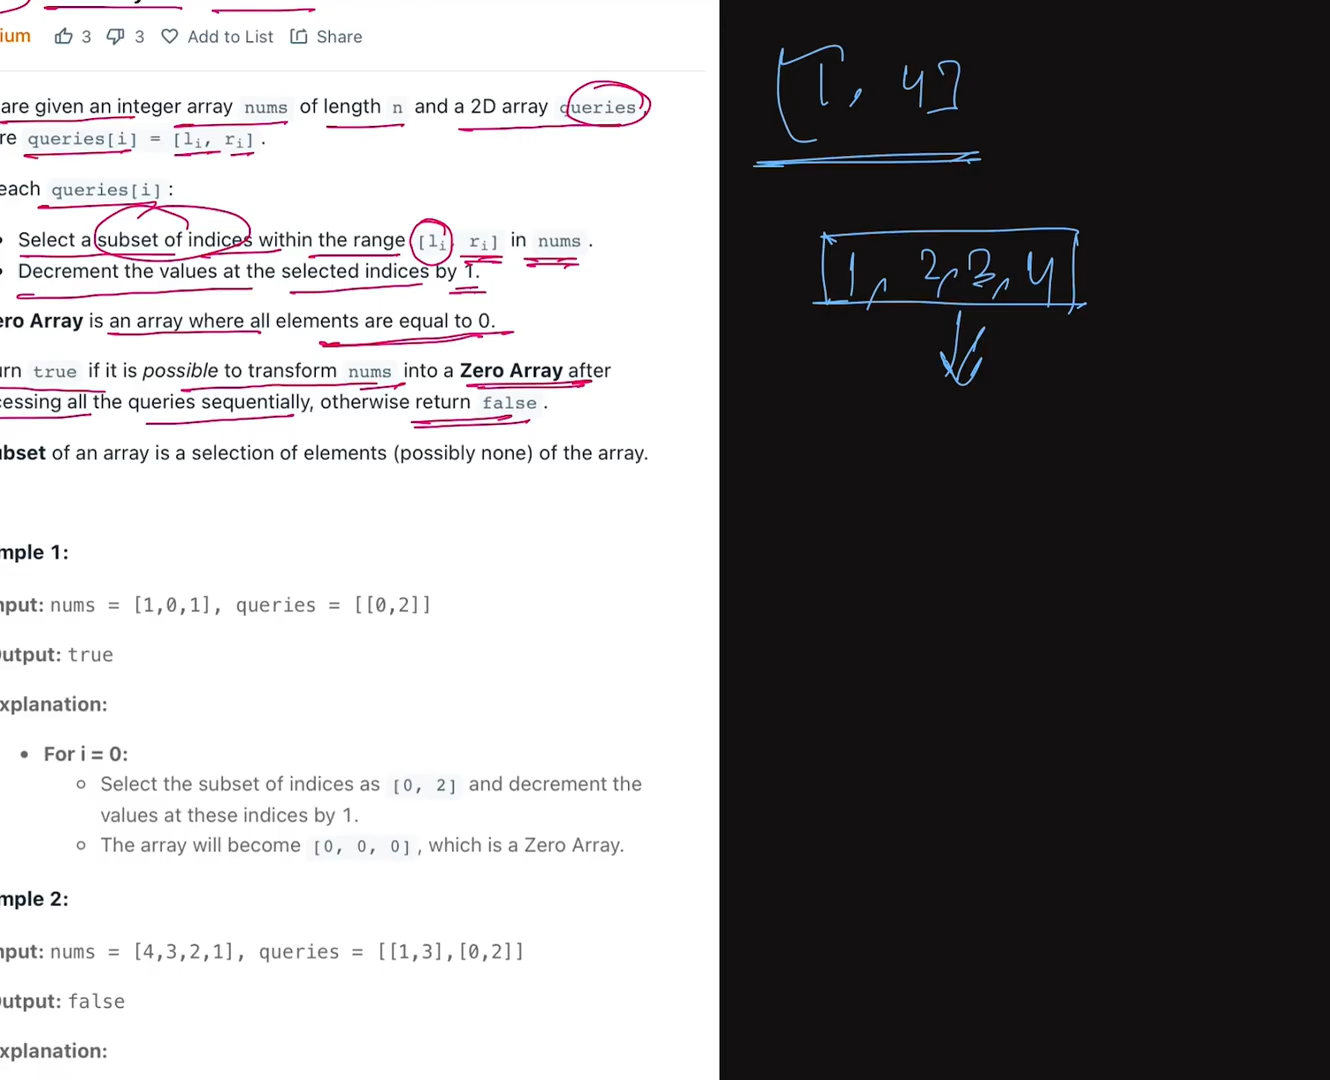 ium 3 3 Add to List Share
are given an integer array nums of length n and a 2D array queries,
re queries[i] = [li, ri].
each queries[i]:
Select a subset of indices within the range [li, ri] in nums.
Decrement the values at the selected indices by 1.
ero Array is an array where all elements are equal to 0.
urn true if it is possible to transform nums into a Zero Array after
cessing all the queries sequentially, otherwise return false.
ubset of an array is a selection of elements (possibly none) of the array.
mple 1:
nput: nums = [1,0,1], queries = [[0,2]]
utput: true
xplanation:
• For i = 0:
Select the subset of indices as [0, 2] and decrement the
values at these indices by 1.
The array will become [0, 0, 0], which is a Zero Array.
mple 2:
nput: nums = [4,3,2,1], queries = [[1,3],[0,2]]
utput: false
xplanation:
[1, 4]
[1, 2, 3, 4]